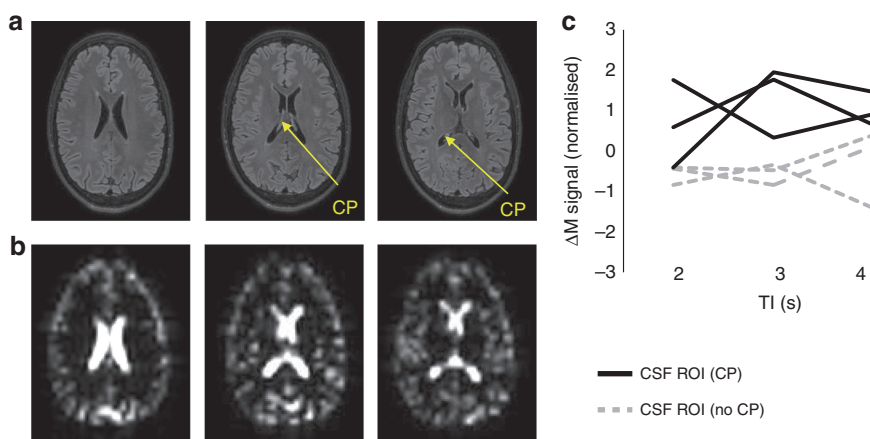 a
CP
CP
b
c
ΔM signal (normalised)
3
2
1
0
–1
–2
–3
2 3 4
TI (s)
CSF ROI (CP)
CSF ROI (no CP)